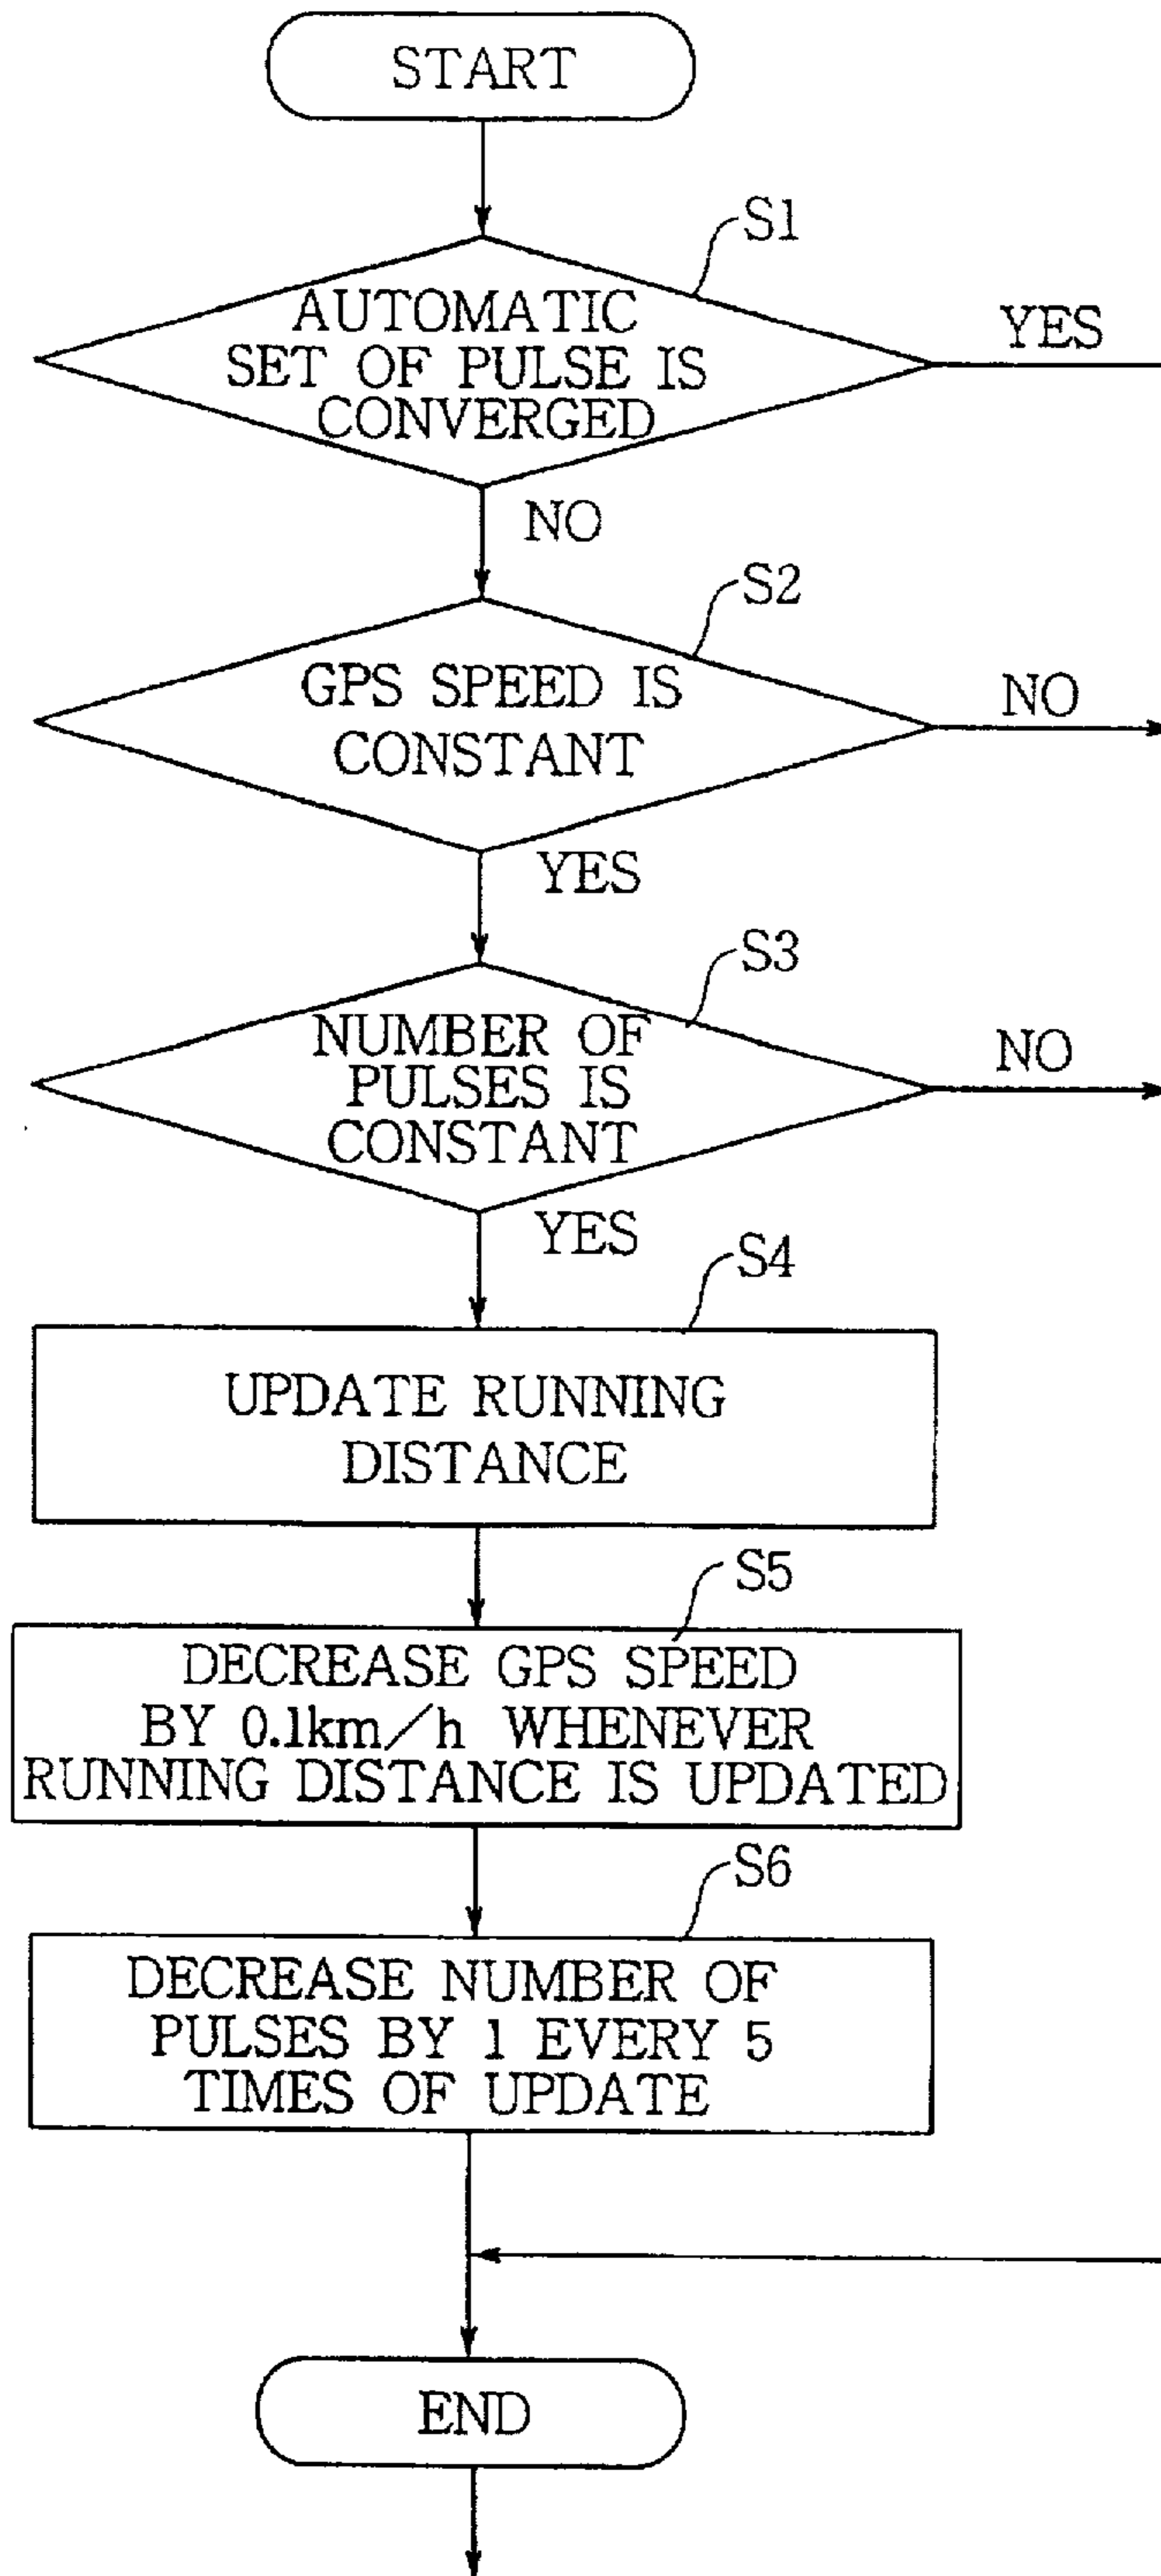 START
S1
AUTOMATIC
SET OF PULSE IS
CONVERGED
YES
NO
S2
GPS SPEED IS
CONSTANT
NO
YES
S3
NUMBER OF
PULSES IS
CONSTANT
NO
YES
S4
UPDATE RUNNING
DISTANCE
S5
DECREASE GPS SPEED
BY 0.1km/h WHENEVER
RUNNING DISTANCE IS UPDATED
S6
DECREASE NUMBER OF
PULSES BY 1 EVERY 5
TIMES OF UPDATE
END